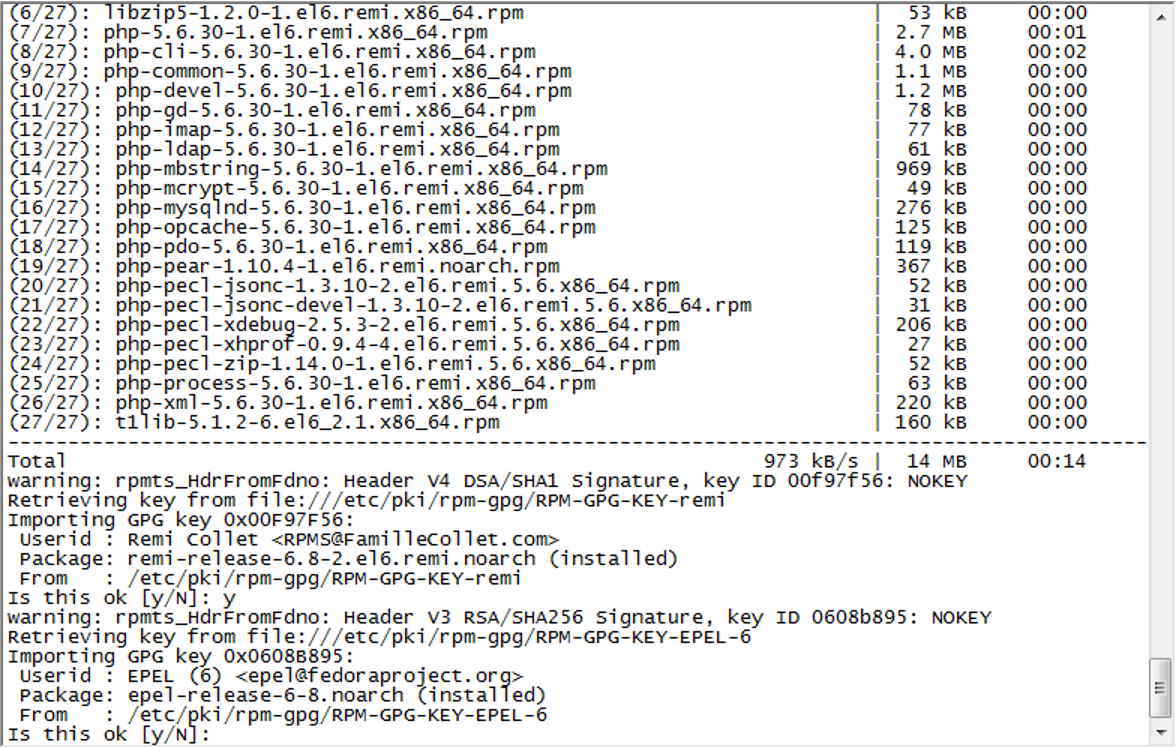 (6/27): libzip5-1.2.0-1.el6.remi.x86_64.rpm | 53 kB 00:00
(7/27): php-5.6.30-1.el6.remi.x86_64.rpm | 2.7 MB 00:01
(8/27): php-cli-5.6.30-1.el6.remi.x86_64.rpm | 4.0 MB 00:02
(9/27): php-common-5.6.30-1.el6.remi.x86_64.rpm | 1.1 MB 00:00
(10/27): php-devel-5.6.30-1.el6.remi.x86_64.rpm | 1.2 MB 00:00
(11/27): php-gd-5.6.30-1.el6.remi.x86_64.rpm | 78 kB 00:00
(12/27): php-imap-5.6.30-1.el6.remi.x86_64.rpm | 77 kB 00:00
(13/27): php-ldap-5.6.30-1.el6.remi.x86_64.rpm | 61 kB 00:00
(14/27): php-mbstring-5.6.30-1.el6.remi.x86_64.rpm | 969 kB 00:00
(15/27): php-mcrypt-5.6.30-1.el6.remi.x86_64.rpm | 49 kB 00:00
(16/27): php-mysqlnd-5.6.30-1.el6.remi.x86_64.rpm | 276 kB 00:00
(17/27): php-opcache-5.6.30-1.el6.remi.x86_64.rpm | 125 kB 00:00
(18/27): php-pdo-5.6.30-1.el6.remi.x86_64.rpm | 119 kB 00:00
(19/27): php-pear-1.10.4-1.el6.remi.noarch.rpm | 367 kB 00:00
(20/27): php-pecl-jsonc-1.3.10-2.el6.remi.5.6.x86_64.rpm | 52 kB 00:00
(21/27): php-pecl-jsonc-devel-1.3.10-2.el6.remi.5.6.x86_64.rpm | 31 kB 00:00
(22/27): php-pecl-xdebug-2.5.3-2.el6.remi.5.6.x86_64.rpm | 206 kB 00:00
(23/27): php-pecl-xhprof-0.9.4-4.el6.remi.5.6.x86_64.rpm | 27 kB 00:00
(24/27): php-pecl-zip-1.14.0-1.el6.remi.5.6.x86_64.rpm | 52 kB 00:00
(25/27): php-process-5.6.30-1.el6.remi.x86_64.rpm | 63 kB 00:00
(26/27): php-xml-5.6.30-1.el6.remi.x86_64.rpm | 220 kB 00:00
(27/27): t1lib-5.1.2-6.el6_2.1.x86_64.rpm | 160 kB 00:00
-----------------------------------------------------------------------------------------------
Total 973 kB/s | 14 MB 00:14
warning: rpmts_HdrFromFdno: Header V4 DSA/SHA1 Signature, key ID 00f97f56: NOKEY
Retrieving key from file:///etc/pki/rpm-gpg/RPM-GPG-KEY-remi
Importing GPG key 0x00F97F56:
Userid : Remi Collet <RPMS@FamilleCollet.com>
Package: remi-release-6.8-2.el6.remi.noarch (installed)
From : /etc/pki/rpm-gpg/RPM-GPG-KEY-remi
Is this ok [y/N]: y
warning: rpmts_HdrFromFdno: Header V3 RSA/SHA256 Signature, key ID 0608b895: NOKEY
Retrieving key from file:///etc/pki/rpm-gpg/RPM-GPG-KEY-EPEL-6
Importing GPG key 0x0608B895:
Userid : EPEL (6) <epel@fedoraproject.org>
Package: epel-release-6-8.noarch (installed)
From : /etc/pki/rpm-gpg/RPM-GPG-KEY-EPEL-6
Is this ok [y/N]: